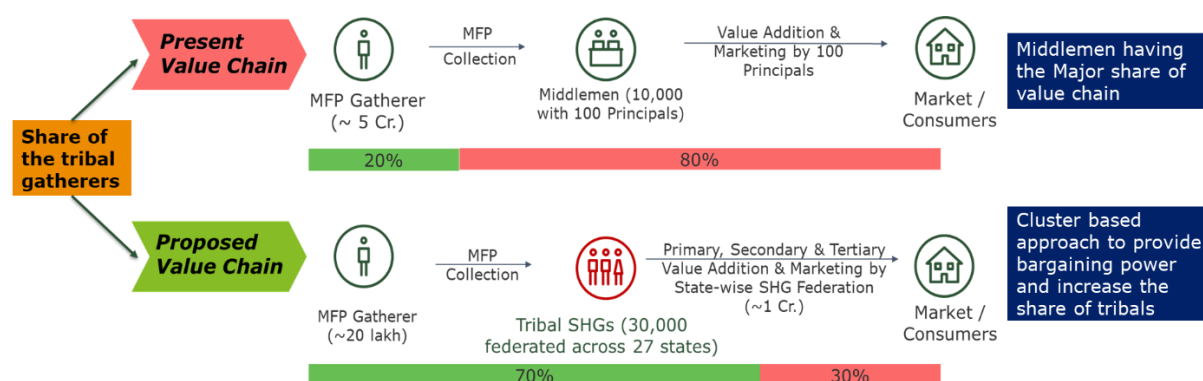 Share of
the tribal
gatherers
Present
Value Chain
MFP Gatherer
(~ 5 Cr.)
MFP
Collection
Middlemen (10,000
with 100 Principals)
Value Addition &
Marketing by 100
Principals
Market /
Consumers
Middlemen having
the Major share of
value chain
20%
80%
Proposed
Value Chain
MFP Gatherer
(~20 lakh)
MFP
Collection
Tribal SHGs (30,000
federated across 27 states)
Primary, Secondary & Tertiary
Value Addition & Marketing by
State-wise SHG Federation
(~1 Cr.)
Market /
Consumers
Cluster based
approach to provide
bargaining power
and increase the
share of tribals
70%
30%